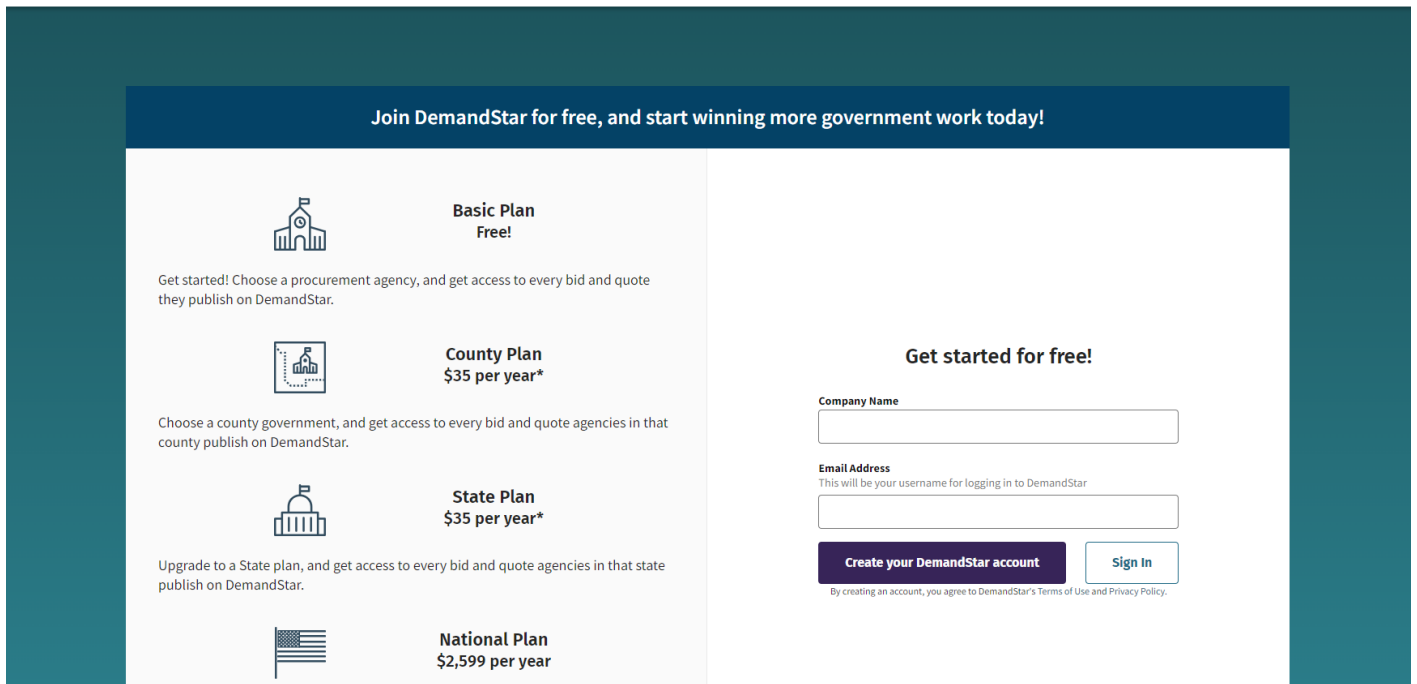 Join DemandStar for free, and start winning more government work today!
Basic Plan
Free!
Get started! Choose a procurement agency, and get access to every bid and quote
they publish on DemandStar.
County Plan
$35 per year*
Choose a county government, and get access to every bid and quote agencies in that
county publish on DemandStar.
State Plan
$35 per year*
Upgrade to a State plan, and get access to every bid and quote agencies in that state
publish on DemandStar.
National Plan
$2,599 per year
Get started for free!
Company Name
Email Address
This will be your username for logging in to DemandStar
Create your DemandStar account
Sign In
By creating an account, you agree to DemandStar's Terms of Use and Privacy Policy.